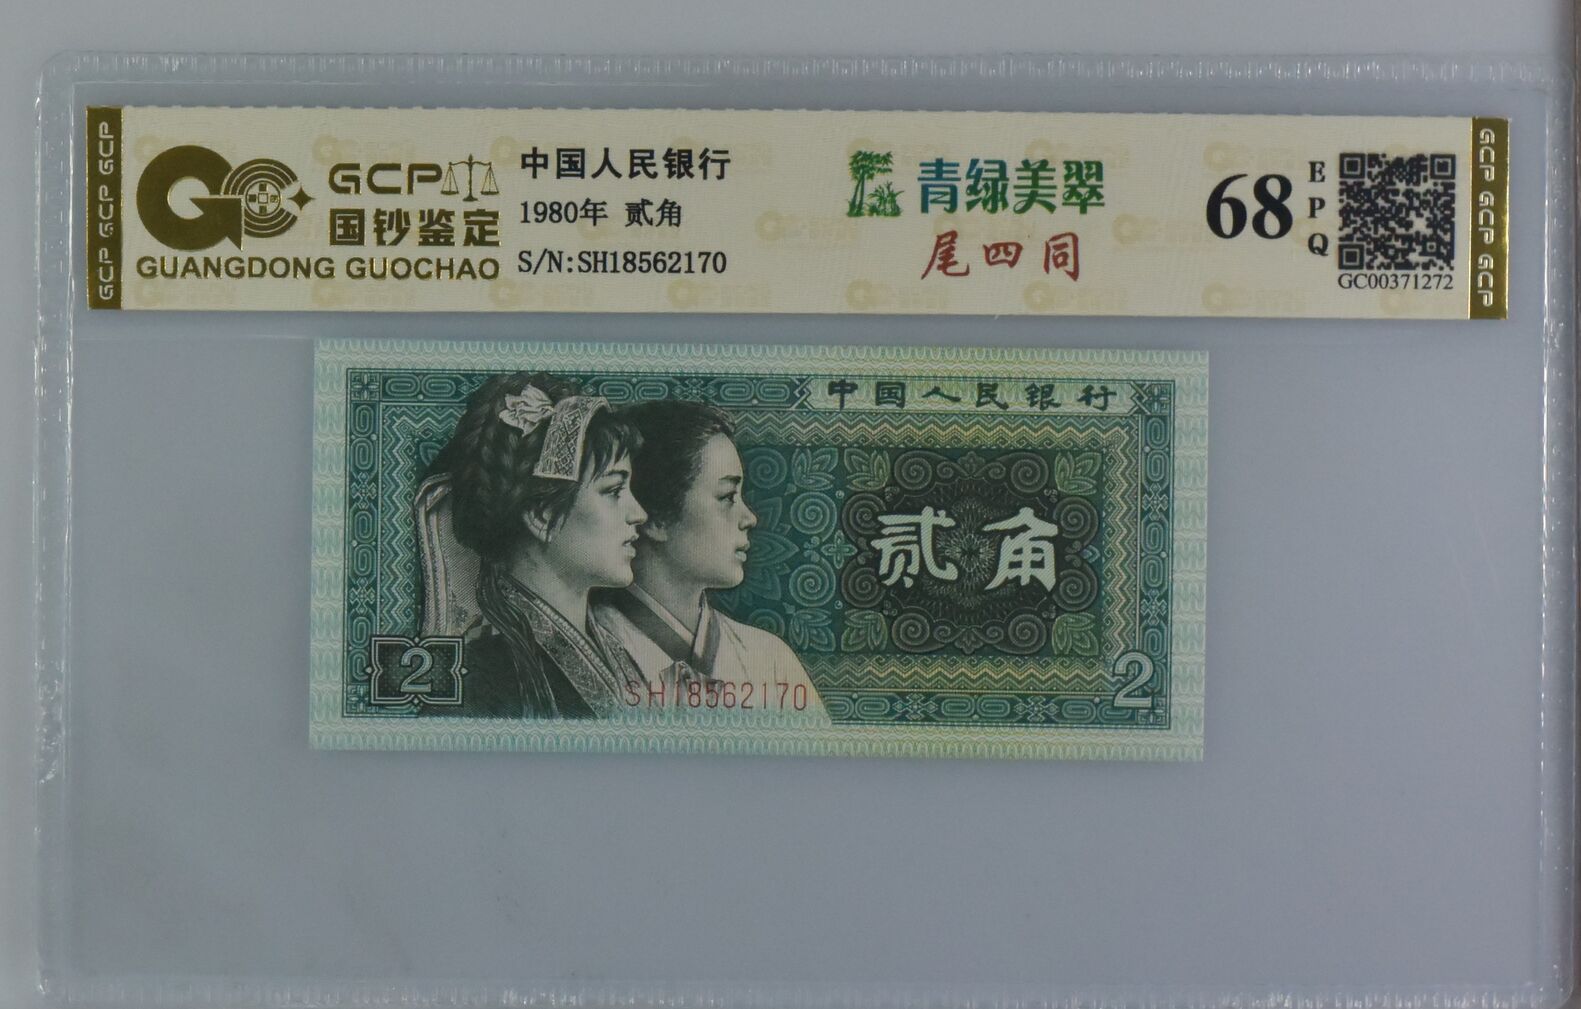 GCP
国钞鉴定
GUANGDONG GUOCHAO
中国人民银行
1980年 贰角
S/N:SH18562170
青绿美翠
尾四同
68
EPQ
GC00371272
GCP GCP GCP
GCP GCP GCP
中国人民银行
贰角
2
SH18562170
2